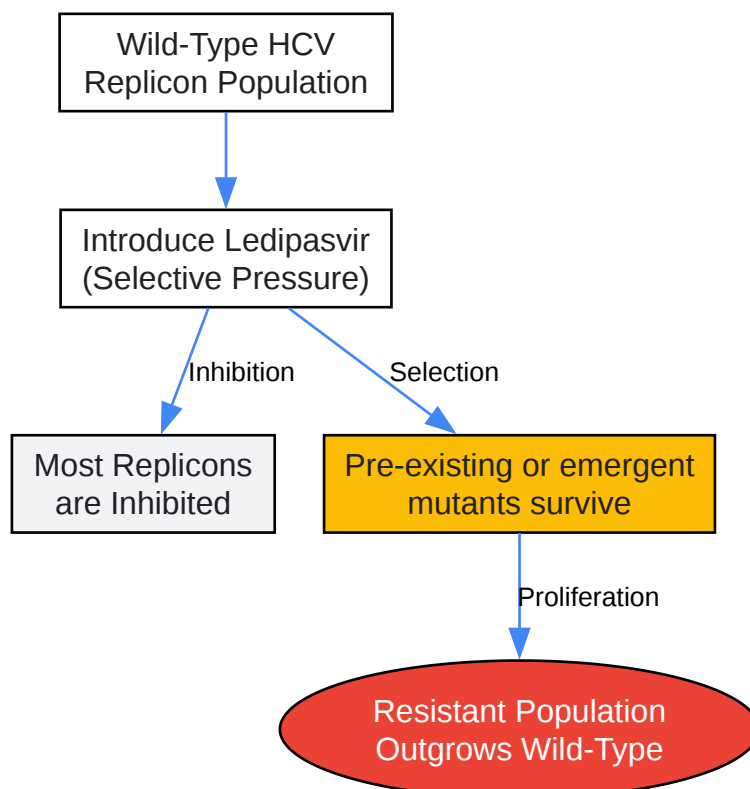 Wild-Type HCV
Replicon Population
Introduce Ledipasvir
(Selective Pressure)
Inhibition
Selection
Most Replicons
are Inhibited
Pre-existing or emergent
mutants survive
Proliferation
Resistant Population
Outgrows Wild-Type